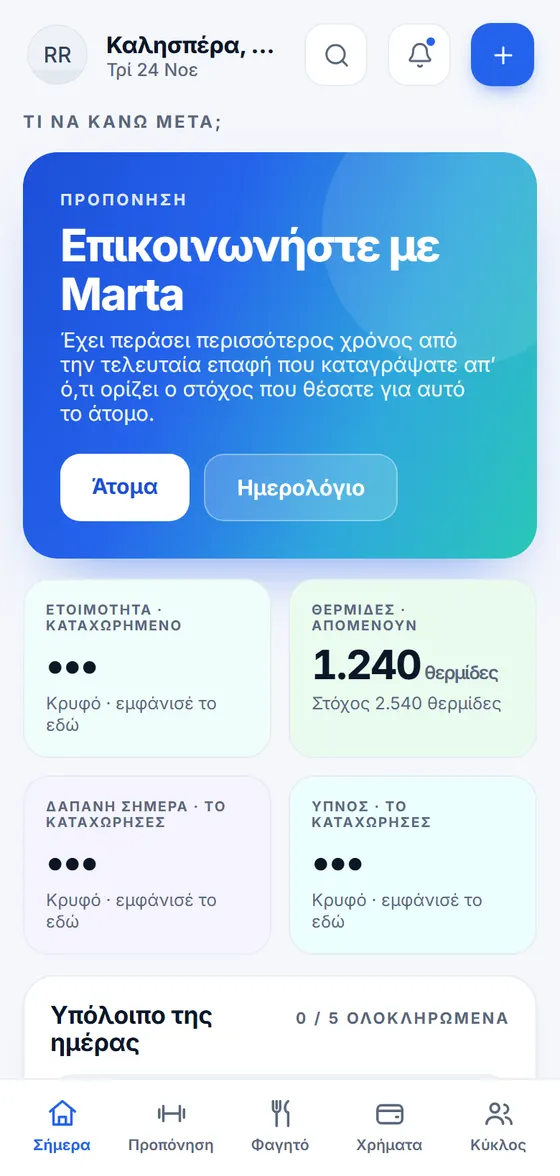 RR
Καλησπέρα, ...
Τρί 24 Νοε
ΤΙ ΝΑ ΚΑΝΩ ΜΕΤΑ;
ΠΡΟΠΟΝΗΣΗ
Επικοινωνήστε με
Marta
Έχει περάσει περισσότερος χρόνος από
την τελευταία επαφή που καταγράψατε απ’
ό,τι ορίζει ο στόχος που θέσατε για αυτό
το άτομο.
Άτομα
Ημερολόγιο
ΕΤΟΙΜΟΤΗΤΑ ·
ΚΑΤΑΧΩΡΗΜΕΝΟ
•••
Κρυφό · εμφάνισέ το
εδώ
ΘΕΡΜΙΔΕΣ ·
ΑΠΟΜΕΝΟΥΝ
1.240 θερμίδες
Στόχος 2.540 θερμίδες
ΔΑΠΑΝΗ ΣΗΜΕΡΑ · ΤΟ
ΚΑΤΑΧΩΡΗΣΕΣ
•••
Κρυφό · εμφάνισέ το
εδώ
ΥΠΝΟΣ · ΤΟ
ΚΑΤΑΧΩΡΗΣΕΣ
•••
Κρυφό · εμφάνισέ το
εδώ
Υπόλοιπο της
ημέρας
0 / 5 ΟΛΟΚΛΗΡΩΜΕΝΑ
Σήμερα
Προπόνηση
Φαγητό
Χρήματα
Κύκλος